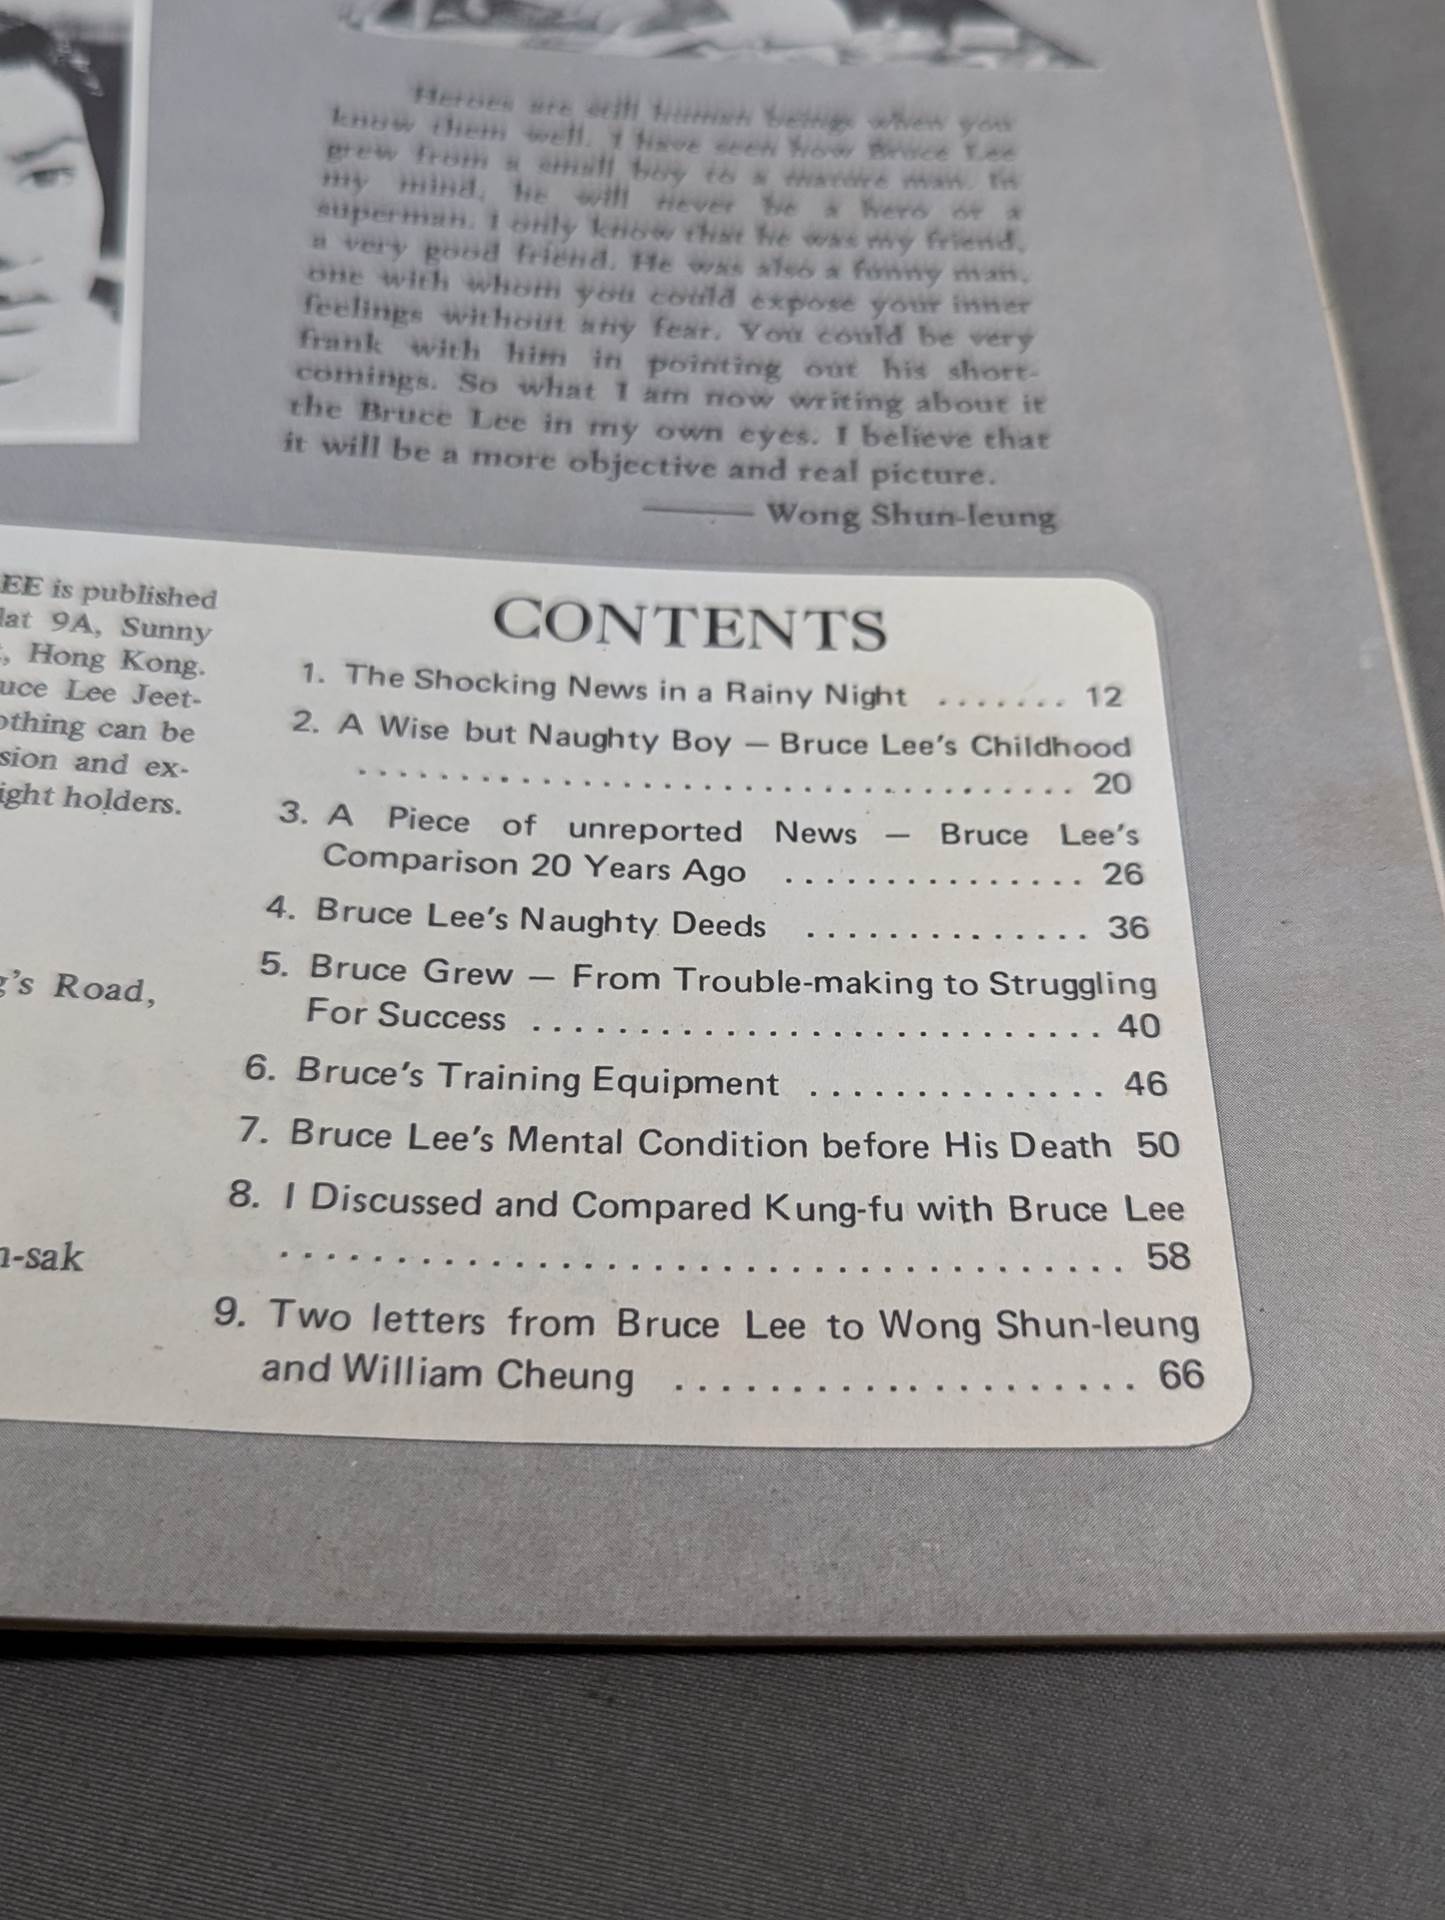 Heroes are still human beings when you
know them well. I have seen how Bruce Lee
grew from a small boy to a mature man. In
my mind, he will never be a hero or a
superman. I only know that he was my friend,
a very good friend. He was also a funny man,
one with whom you could expose your inner
feelings without any fear. You could be very
frank with him in pointing out his short-
comings. So what I am now writing about it
the Bruce Lee in my own eyes. I believe that
it will be a more objective and real picture.
—— Wong Shun-leung
EE is published
lat 9A, Sunny
, Hong Kong.
uce Lee Jeet-
othing can be
sion and ex-
ight holders.
g's Road,
n-sak
CONTENTS
1. The Shocking News in a Rainy Night ....... 12
2. A Wise but Naughty Boy — Bruce Lee's Childhood
.................................. 20
3. A Piece of unreported News — Bruce Lee's
Comparison 20 Years Ago ............... 26
4. Bruce Lee's Naughty Deeds .............. 36
5. Bruce Grew — From Trouble-making to Struggling
For Success ............................ 40
6. Bruce's Training Equipment .............. 46
7. Bruce Lee's Mental Condition before His Death 50
8. I Discussed and Compared Kung-fu with Bruce Lee
.................................... 58
9. Two letters from Bruce Lee to Wong Shun-leung
and William Cheung .................... 66